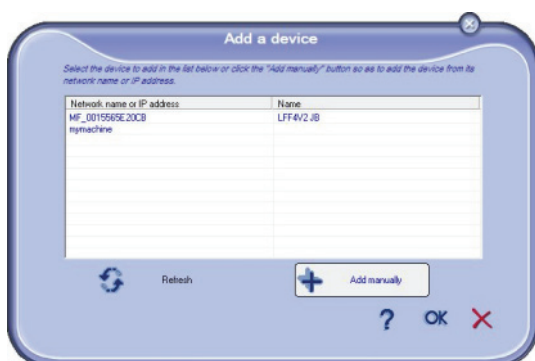 Add a device
Select the device to add in the list below or click the "Add manually" button so as to add the device from its
network name or IP address.
Network name or IP address Name
MF_0015565E20CB LFF4V2 JB
mymachine
Refresh Add manually
? OK